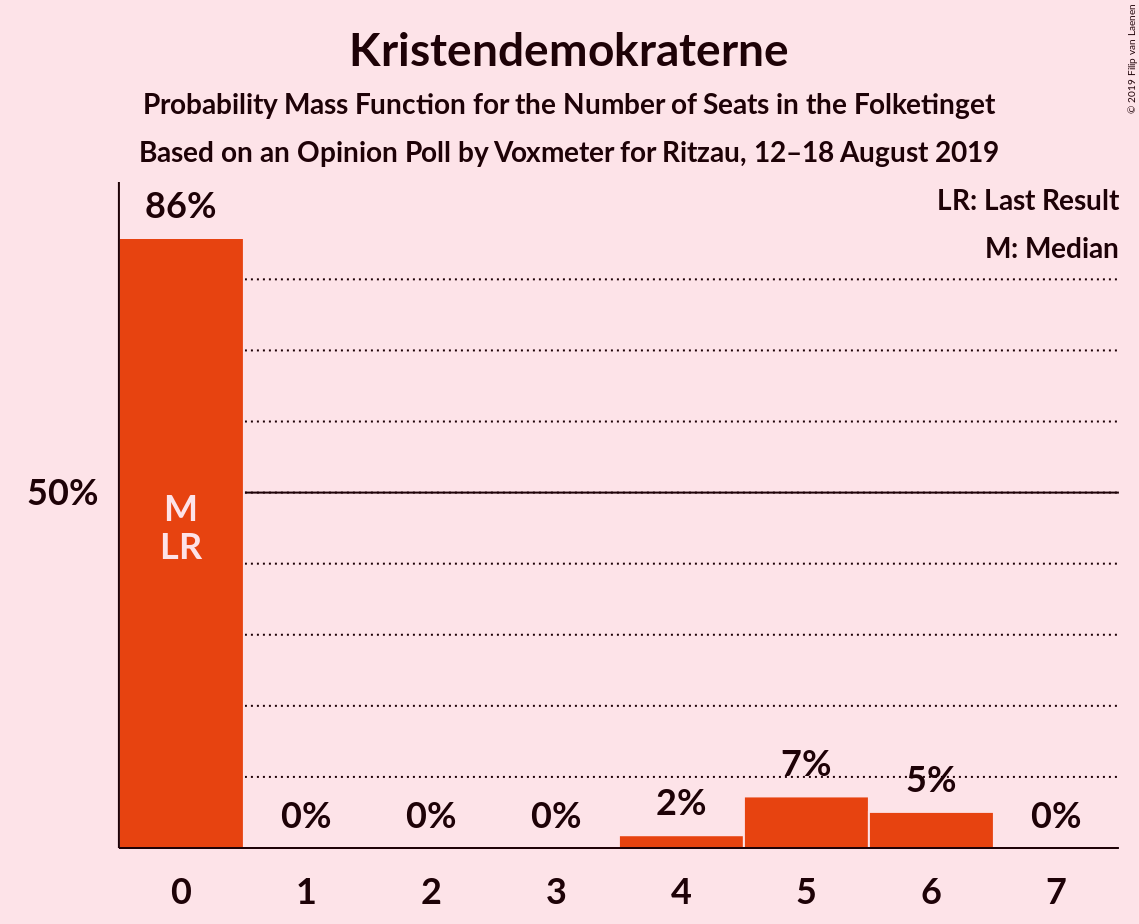 Kristendemokraterne
Probability Mass Function for the Number of Seats in the Folketinget
Based on an Opinion Poll by Voxmeter for Ritzau, 12–18 August 2019
© 2019 Filip van Laenen
LR: Last Result
M: Median
86%
50%
M
LR
0%
0%
0%
2%
7%
5%
0%
0
1
2
3
4
5
6
7